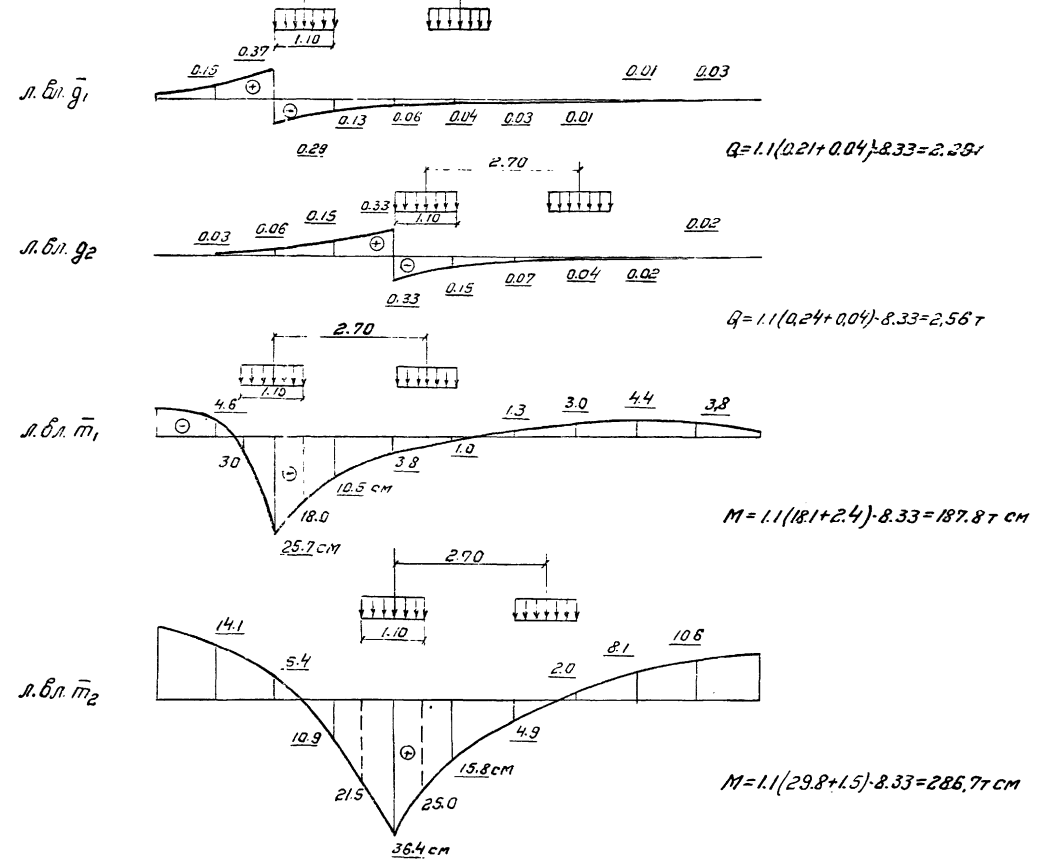 1.10
0.37
0.15
0.01 0.03
л.вл. q̄1
0.13 0.06 0.04 0.03 0.01
0.29
Q=1.1(0.21+0.04)·8.33=2.29т
2.70
0.33
1.10
0.03 0.06 0.15
0.02
л.вл. q2
0.33 0.15 0.07 0.04 0.02
Q=1.1(0,24+0,04)·8.33=2,56т
2.70
1.10
4.6
1.3 3.0 4.4 3,8
л.вл. m̄1
3.0
3.8 1.0
10.5 см
18.0
25.7 см
M=1.1(18.1+2.4)·8.33=187.8т см
2.70
1.10
14.1
5.4
2.0 8.1 10 6
л.вл. m̄2
10.9
4.9
15.8 см
21.5 25.0
36.4 см
M=1.1(29.8+1.5)·8.33=286,7т см